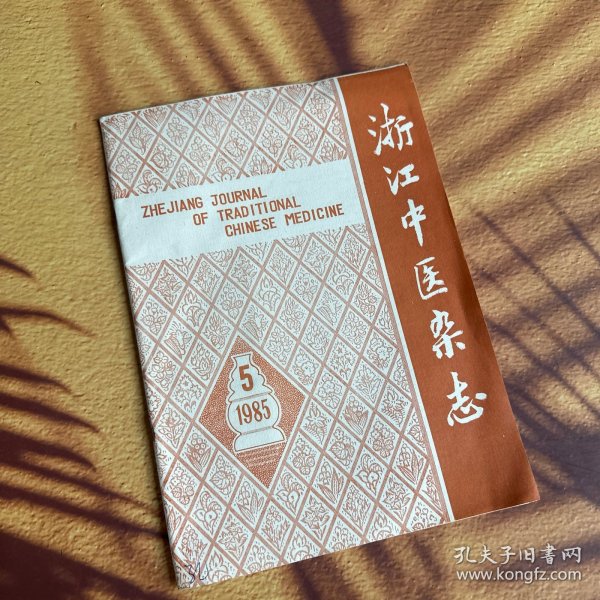 浙江中医杂志
ZHEJIANG JOURNAL
OF TRADITIONAL
CHINESE MEDICINE
5
1985
孔夫子旧書网
www.kongfz.com